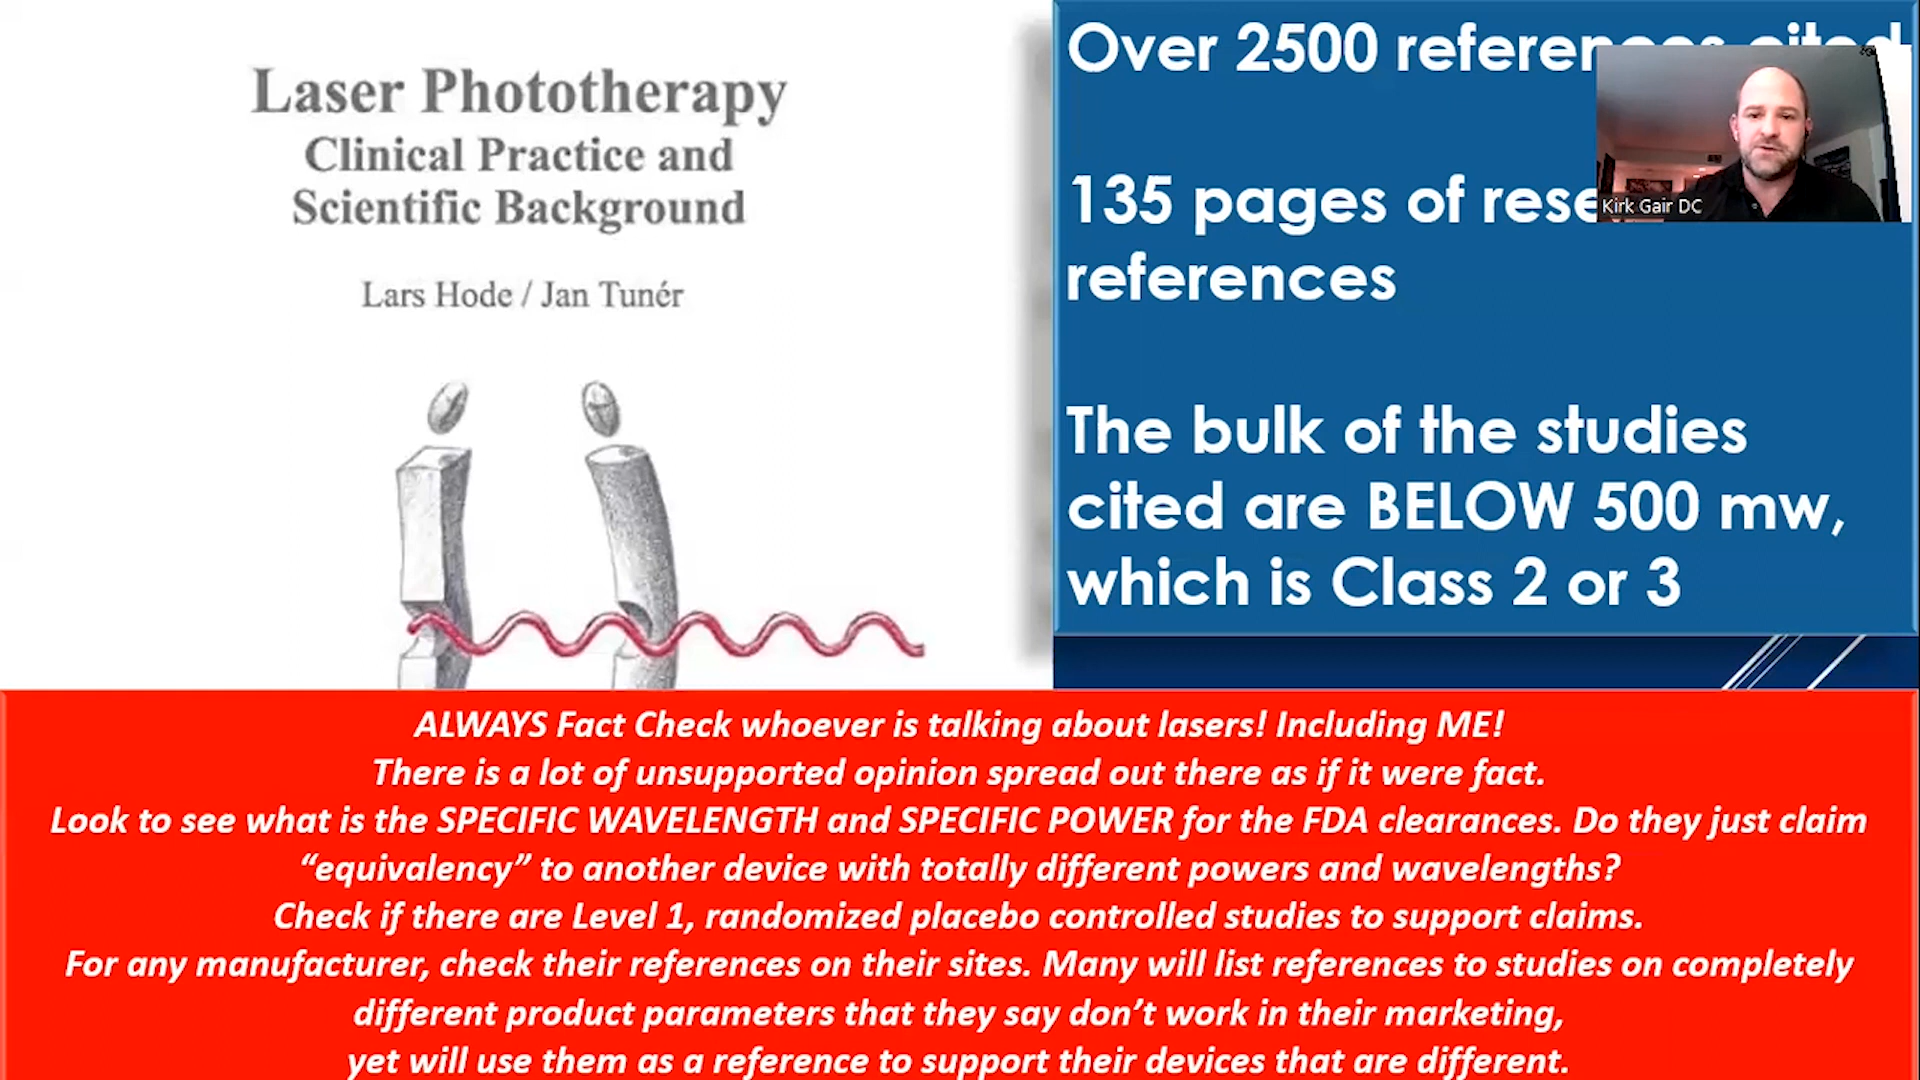 Laser Phototherapy
Clinical Practice and
Scientific Background
Lars Hode / Jan Tunér
Over 2500 references cited
135 pages of
references
The bulk of the studies
cited are BELOW 500 mw,
which is Class 2 or 3
Kirk Gair DC
ALWAYS Fact Check whoever is talking about lasers! Including ME!
There is a lot of unsupported opinion spread out there as if it were fact.
Look to see what is the SPECIFIC WAVELENGTH and SPECIFIC POWER for the FDA clearances. Do they just claim
“equivalency” to another device with totally different powers and wavelengths?
Check if there are Level 1, randomized placebo controlled studies to support claims.
For any manufacturer, check their references on their sites. Many will list references to studies on completely
different product parameters that they say don’t work in their marketing,
yet will use them as a reference to support their devices that are different.